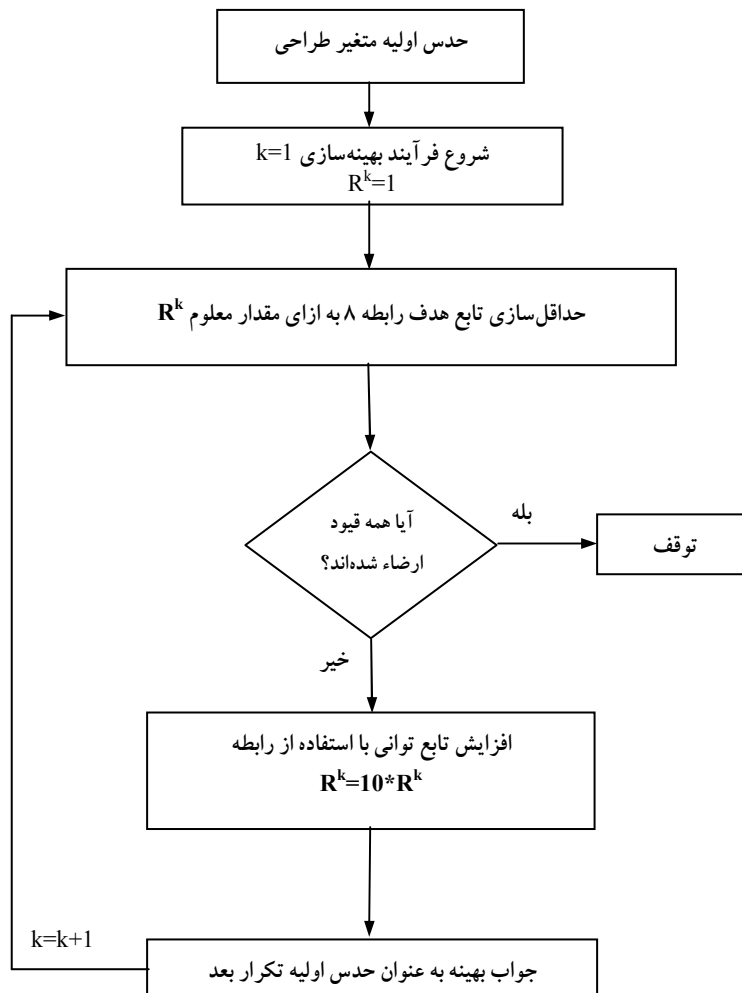 حدس اولیه متغیر طراحی
شروع فرآیند بهینه‌سازی k=1
R^k=1
حداقل‌سازی تابع هدف رابطه ۸ به ازای مقدار معلوم R^k
آیا همه قیود
ارضاء شده‌اند؟
بله
توقف
خیر
افزایش تابع توانی با استفاده از رابطه
R^k=10*R^k
k=k+1
جواب بهینه به عنوان حدس اولیه تکرار بعد